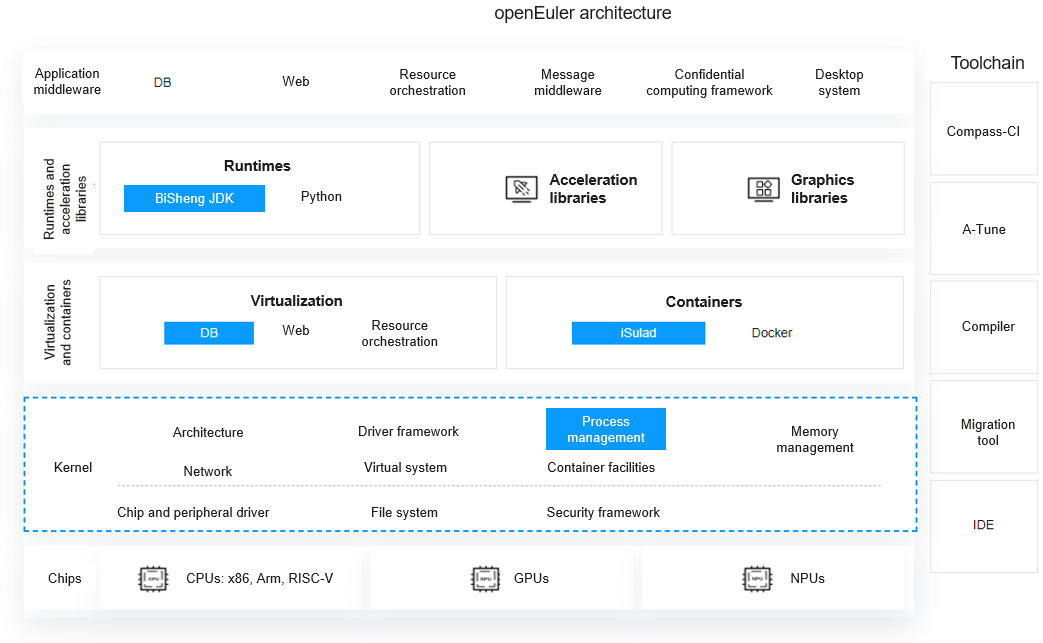 openEuler architecture
Application
middleware
DB
Web
Resource
orchestration
Message
middleware
Confidential
computing framework
Desktop
system
Runtimes and
acceleration
libraries
Runtimes
BiSheng JDK
Python
Acceleration
libraries
Graphics
libraries
Virtualization
and containers
Virtualization
DB
Web
Resource
orchestration
Containers
iSulad
Docker
Kernel
Architecture
Driver framework
Process
management
Memory
management
Network
Virtual system
Container facilities
Chip and peripheral driver
File system
Security framework
Chips
CPU
CPUs: x86, Arm, RISC-V
GPU
GPUs
NPU
NPUs
Toolchain
Compass-CI
A-Tune
Compiler
Migration
tool
IDE